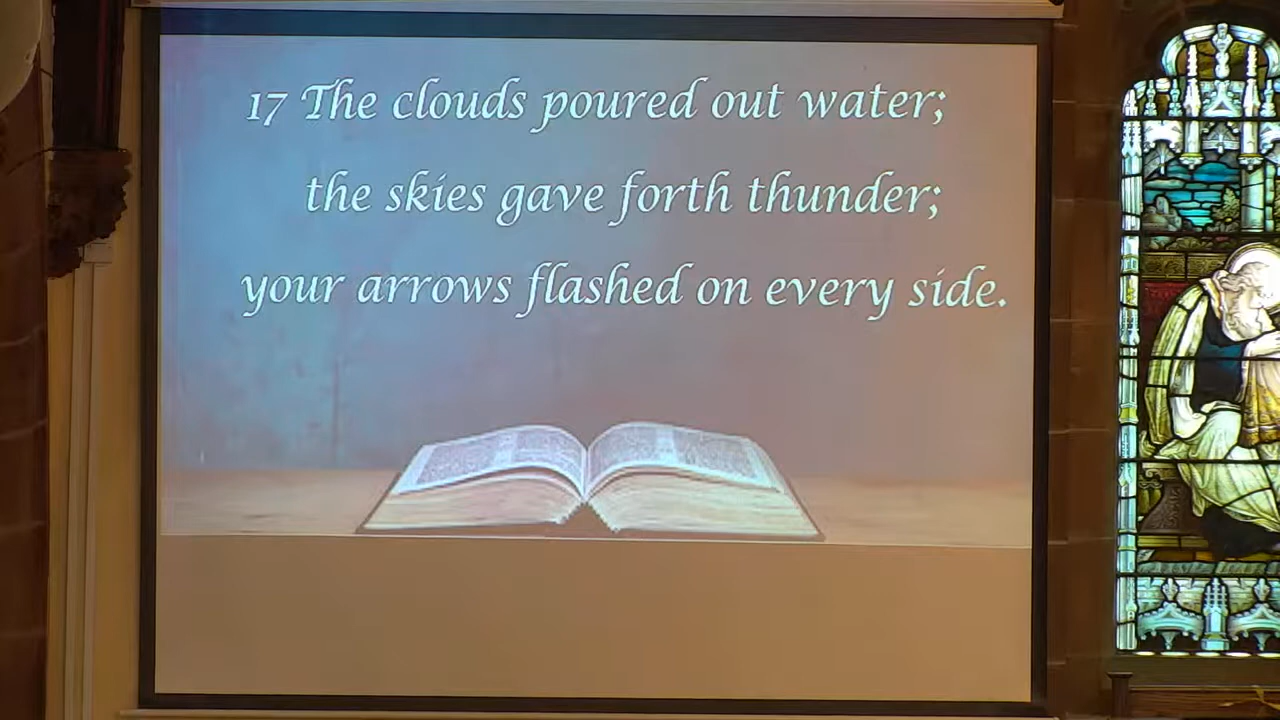 17 The clouds poured out water;
the skies gave forth thunder;
your arrows flashed on every side.